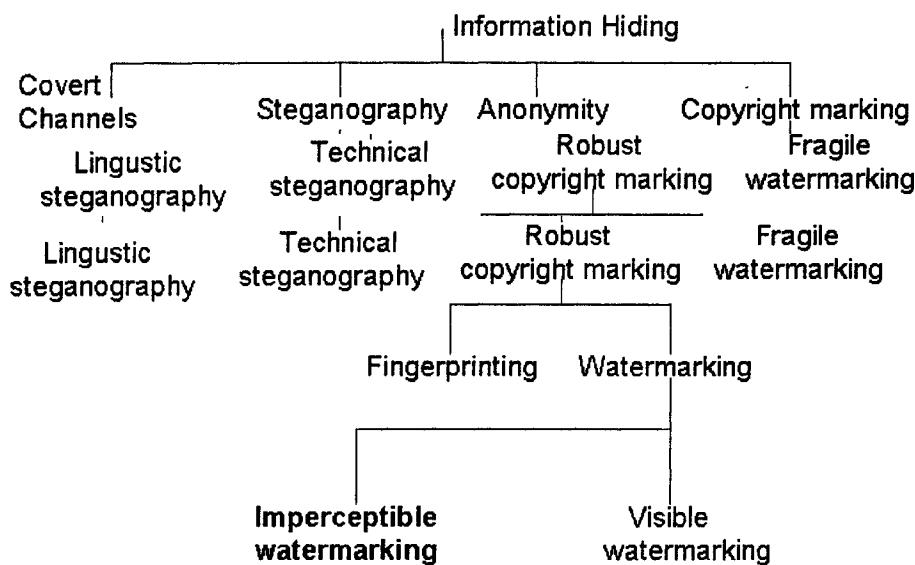 Information Hiding
Covert
Channels
Steganography
Anonymity
Copyright marking
Lingustic
steganography
Technical
steganography
Robust
copyright marking
Fragile
watermarking
Lingustic
steganography
Technical
steganography
Robust
copyright marking
Fragile
watermarking
Fingerprinting
Watermarking
Imperceptible
watermarking
Visible
watermarking